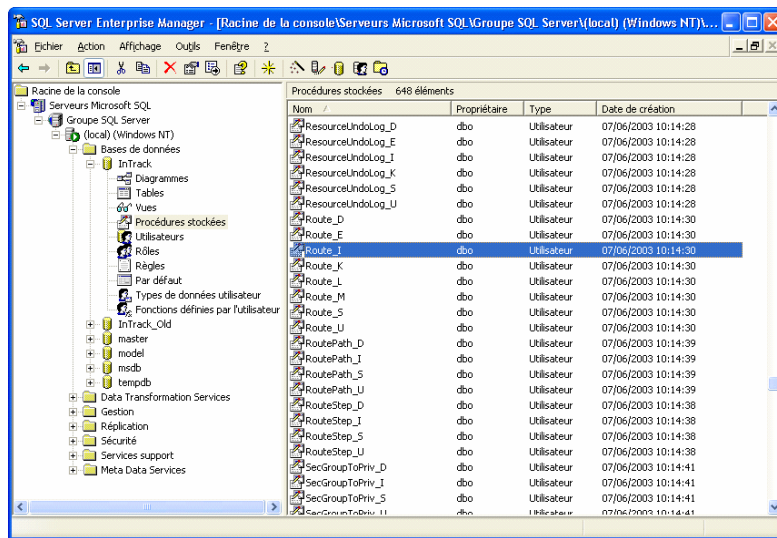 SQL Server Enterprise Manager - [Racine de la console\Serveurs Microsoft SQL\Groupe SQL Server\(local) (Windows NT)\...
Fichier Action Affichage Outils Fenêtre ?
Racine de la console
Serveurs Microsoft SQL
Groupe SQL Server
(local) (Windows NT)
Bases de données
InTrack
Diagrammes
Tables
Vues
Procédures stockées
Utilisateurs
Rôles
Règles
Par défaut
Types de données utilisateur
Fonctions définies par l'utilisateur
InTrack_Old
master
model
msdb
tempdb
Data Transformation Services
Gestion
Réplication
Sécurité
Services support
Meta Data Services
Procédures stockées 648 éléments
Nom Propriétaire Type Date de création
ResourceUndoLog_D dbo Utilisateur 07/06/2003 10:14:28
ResourceUndoLog_E dbo Utilisateur 07/06/2003 10:14:28
ResourceUndoLog_I dbo Utilisateur 07/06/2003 10:14:28
ResourceUndoLog_K dbo Utilisateur 07/06/2003 10:14:28
ResourceUndoLog_S dbo Utilisateur 07/06/2003 10:14:28
ResourceUndoLog_U dbo Utilisateur 07/06/2003 10:14:28
Route_D dbo Utilisateur 07/06/2003 10:14:30
Route_E dbo Utilisateur 07/06/2003 10:14:30
Route_I dbo Utilisateur 07/06/2003 10:14:30
Route_K dbo Utilisateur 07/06/2003 10:14:30
Route_L dbo Utilisateur 07/06/2003 10:14:30
Route_M dbo Utilisateur 07/06/2003 10:14:30
Route_S dbo Utilisateur 07/06/2003 10:14:30
Route_U dbo Utilisateur 07/06/2003 10:14:30
RoutePath_D dbo Utilisateur 07/06/2003 10:14:39
RoutePath_I dbo Utilisateur 07/06/2003 10:14:39
RoutePath_S dbo Utilisateur 07/06/2003 10:14:39
RoutePath_U dbo Utilisateur 07/06/2003 10:14:39
RouteStep_D dbo Utilisateur 07/06/2003 10:14:38
RouteStep_I dbo Utilisateur 07/06/2003 10:14:38
RouteStep_S dbo Utilisateur 07/06/2003 10:14:38
RouteStep_U dbo Utilisateur 07/06/2003 10:14:38
SecGroupToPriv_D dbo Utilisateur 07/06/2003 10:14:41
SecGroupToPriv_I dbo Utilisateur 07/06/2003 10:14:41
SecGroupToPriv_S dbo Utilisateur 07/06/2003 10:14:41
SecGroupToPriv_U dbo Utilisateur 07/06/2003 10:14:41